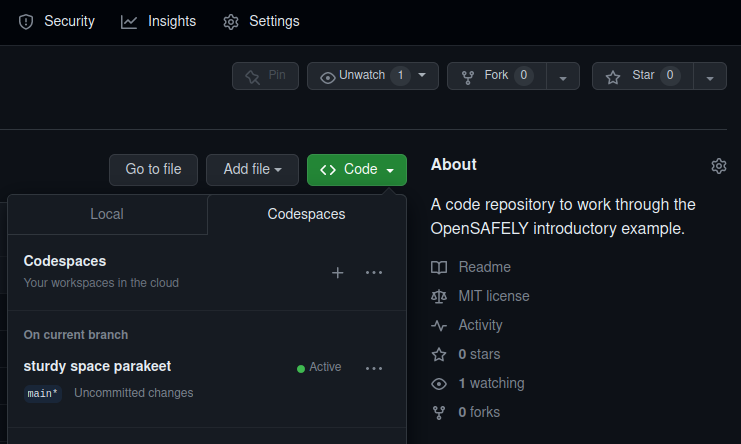 Security Insights Settings
Pin Unwatch 1 Fork 0 Star 0
Go to file Add file Code
Local Codespaces
Codespaces
Your workspaces in the cloud
On current branch
sturdy space parakeet Active
main* Uncommitted changes
About
A code repository to work through the
OpenSAFELY introductory example.
Readme
MIT license
Activity
0 stars
1 watching
0 forks